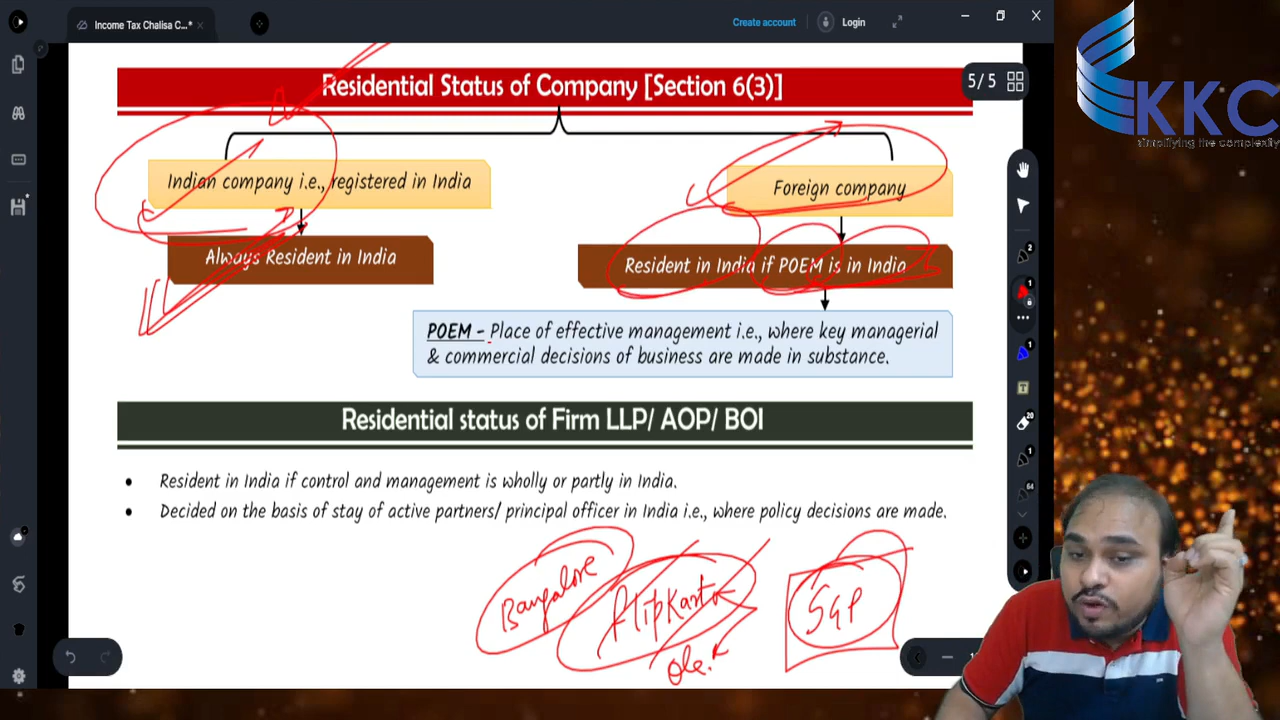 Income Tax Chalisa C...*
Create account
Login
KKC
simplifying the complexity
5/5
Residential Status of Company [Section 6(3)]
Indian company i.e., registered in India
Foreign company
Always Resident in India
Resident in India if POEM is in India
POEM - Place of effective management i.e., where key managerial
& commercial decisions of business are made in substance.
Residential status of Firm LLP/ AOP/ BOI
• Resident in India if control and management is wholly or partly in India.
• Decided on the basis of stay of active partners/ principal officer in India i.e., where policy decisions are made.
Bangalore
flipkart
SGP
Ola